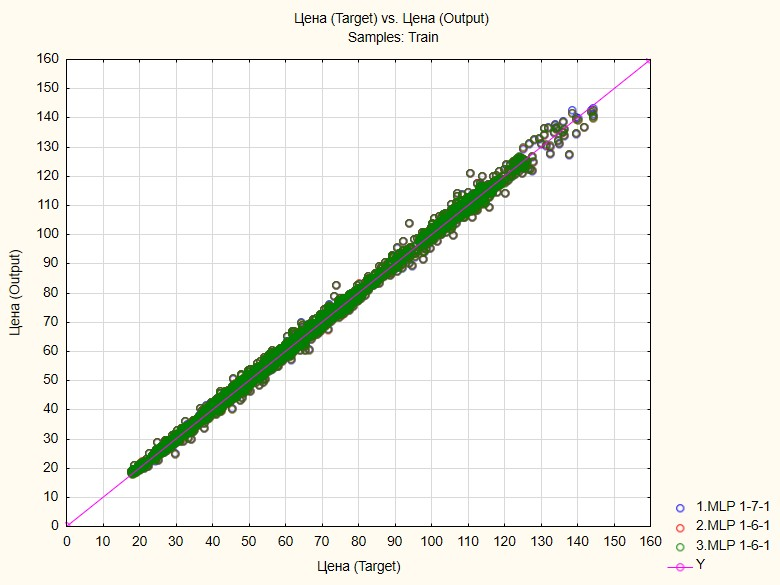 Цена (Target) vs. Цена (Output)
Samples: Train
160
150
140
130
120
110
100
90
80
70
60
50
40
30
20
10
0
Цена (Output)
0 10 20 30 40 50 60 70 80 90 100 110 120 130 140 150 160
Цена (Target)
1.MLP 1-7-1
2.MLP 1-6-1
3.MLP 1-6-1
Y